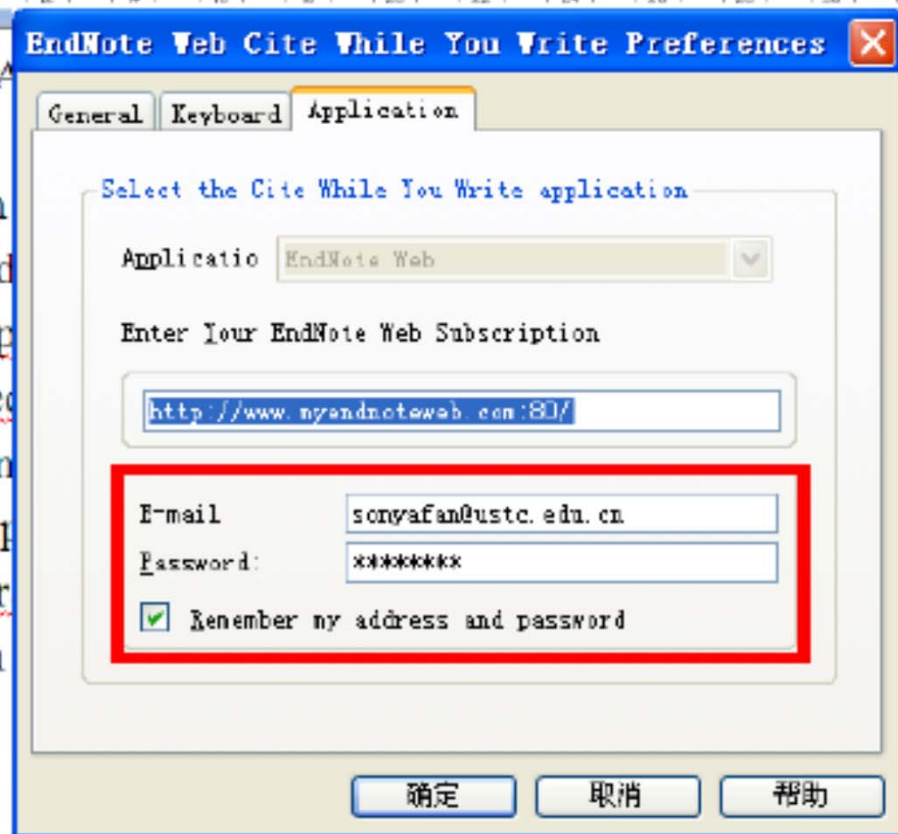 EndNote Web Cite While You Write Preferences
General Keyboard Application
Select the Cite While You Write application
Applicatio EndNote Web
Enter Your EndNote Web Subscription
http://www.myendnoteweb.com:80/
E-mail sonyafan@ustc.edu.cn
Password: ********
Remember my address and password
确定 取消 帮助